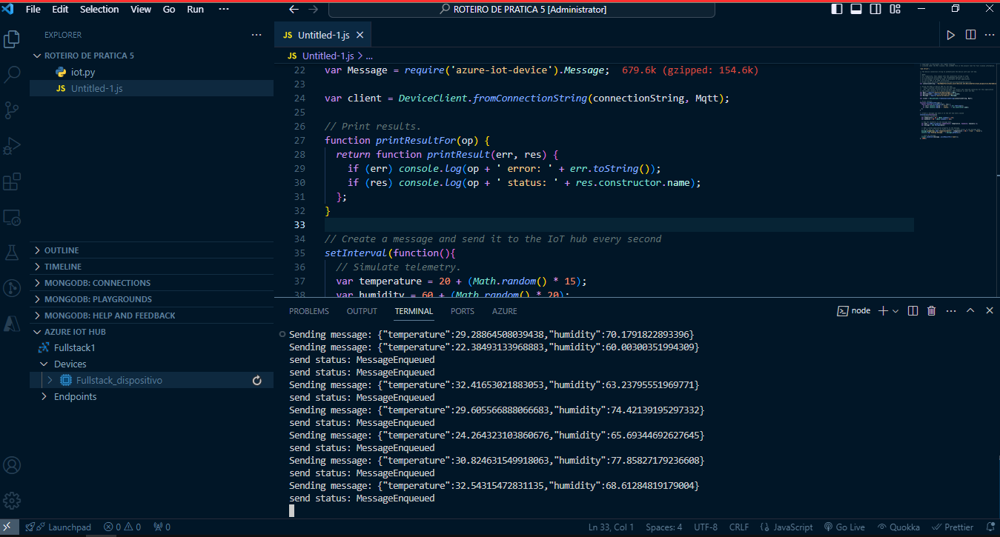 File Edit Selection View Go Run ···
ROTEIRO DE PRATICA 5 [Administrator]
EXPLORER
ROTEIRO DE PRATICA 5
iot.py
JS Untitled-1.js
OUTLINE
TIMELINE
MONGODB: CONNECTIONS
MONGODB: PLAYGROUNDS
MONGODB: HELP AND FEEDBACK
AZURE IOT HUB
Fullstack1
Devices
Fullstack_dispositivo
Endpoints
JS Untitled-1.js
JS Untitled-1.js > ...
22 var Message = require('azure-iot-device').Message; 679.6k (gzipped: 154.6k)
23
24 var client = DeviceClient.fromConnectionString(connectionString, Mqtt);
25
26 // Print results.
27 function printResultFor(op) {
28 return function printResult(err, res) {
29 if (err) console.log(op + ' error: ' + err.toString());
30 if (res) console.log(op + ' status: ' + res.constructor.name);
31 };
32 }
33
34 // Create a message and send it to the IoT hub every second
35 setInterval(function(){
36 // Simulate telemetry.
37 var temperature = 20 + (Math.random() * 15);
38 var humidity = 60 + (Math.random() * 20);
PROBLEMS OUTPUT TERMINAL PORTS AZURE
node
Sending message: {"temperature":29.28864508039438,"humidity":70.1791822893396}
Sending message: {"temperature":22.38493133968883,"humidity":60.00300351994309}
send status: MessageEnqueued
send status: MessageEnqueued
Sending message: {"temperature":32.41653021883053,"humidity":63.23795551969771}
send status: MessageEnqueued
Sending message: {"temperature":29.605566888066683,"humidity":74.42139195297332}
send status: MessageEnqueued
Sending message: {"temperature":24.264323103860676,"humidity":65.69344692627645}
send status: MessageEnqueued
Sending message: {"temperature":30.824631549918063,"humidity":77.85827179236608}
send status: MessageEnqueued
Sending message: {"temperature":32.54315472831135,"humidity":68.61284819179004}
send status: MessageEnqueued
Launchpad 0 0 0 Ln 33, Col 1 Spaces: 4 UTF-8 CRLF {} JavaScript Go Live Quokka Prettier